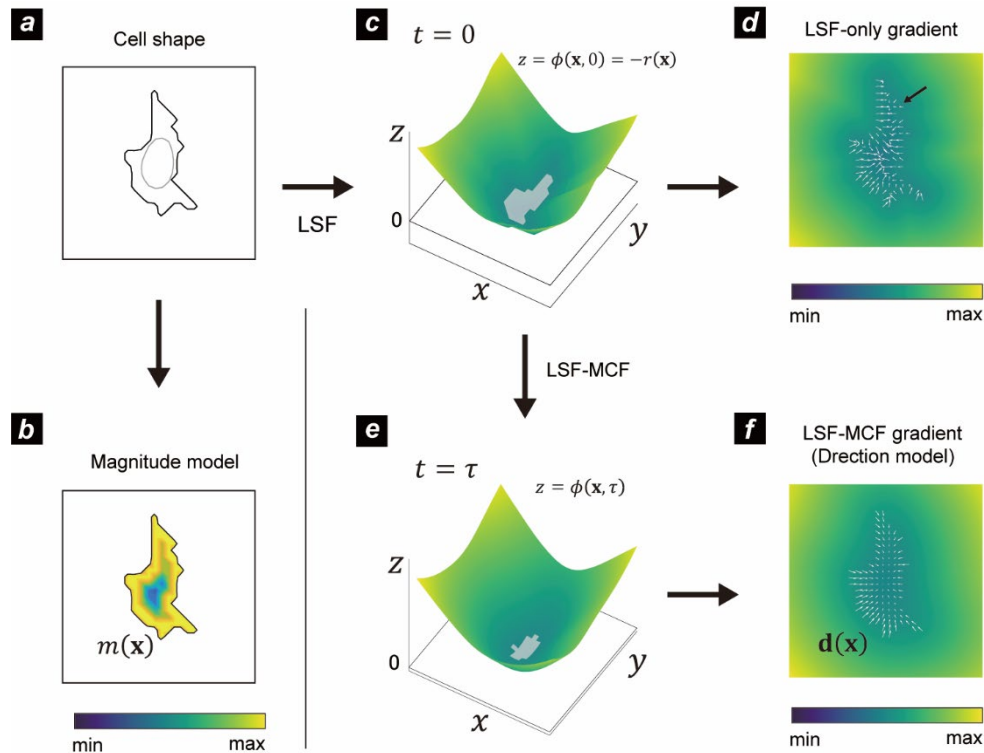 a
Cell shape
LSF
c
t = 0
z = ϕ(x, 0) = −r(x)
z
0
x
y
d
LSF-only gradient
min max
LSF-MCF
b
Magnitude model
m(x)
min max
e
t = τ
z = ϕ(x, τ)
z
0
x
y
f
LSF-MCF gradient
(Drection model)
d(x)
min max